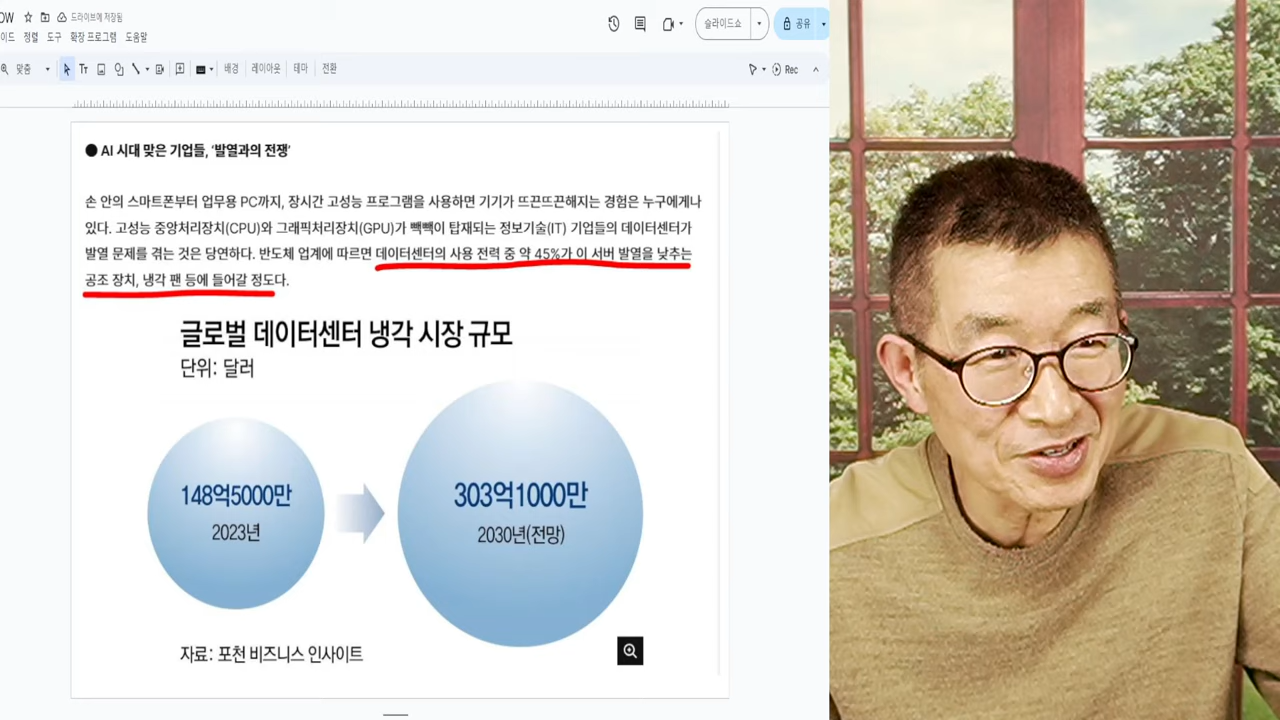 OW 드라이브에 저장됨
이드 정렬 도구 확장 프로그램 도움말
슬라이드쇼
공유
맞춤
Tr
배경
레이아웃
테마
전환
Rec
● AI 시대 맞은 기업들, ‘발열과의 전쟁’
손 안의 스마트폰부터 업무용 PC까지, 장시간 고성능 프로그램을 사용하면 기기가 뜨끈뜨끈해지는 경험은 누구에게나
있다. 고성능 중앙처리장치(CPU)와 그래픽처리장치(GPU)가 빽빽이 탑재되는 정보기술(IT) 기업들의 데이터센터가
발열 문제를 겪는 것은 당연하다. 반도체 업계에 따르면 데이터센터의 사용 전력 중 약 45%가 이 서버 발열을 낮추는
공조 장치, 냉각 팬 등에 들어갈 정도다.
글로벌 데이터센터 냉각 시장 규모
단위: 달러
148억5000만
2023년
303억1000만
2030년(전망)
자료: 포천 비즈니스 인사이트